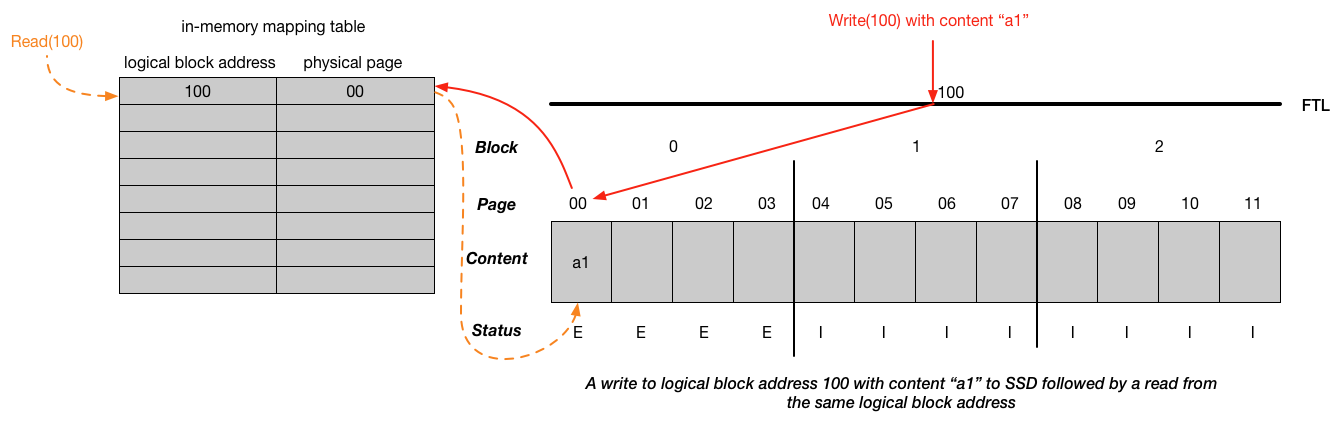 Write(100) with content “a1”
in-memory mapping table
Read(100)
logical block address physical page
100 00
100
FTL
Block 0 1 2
Page 00 01 02 03 04 05 06 07 08 09 10 11
Content a1
Status E E E E I I I I I I I I
A write to logical block address 100 with content “a1” to SSD followed by a read from
the same logical block address